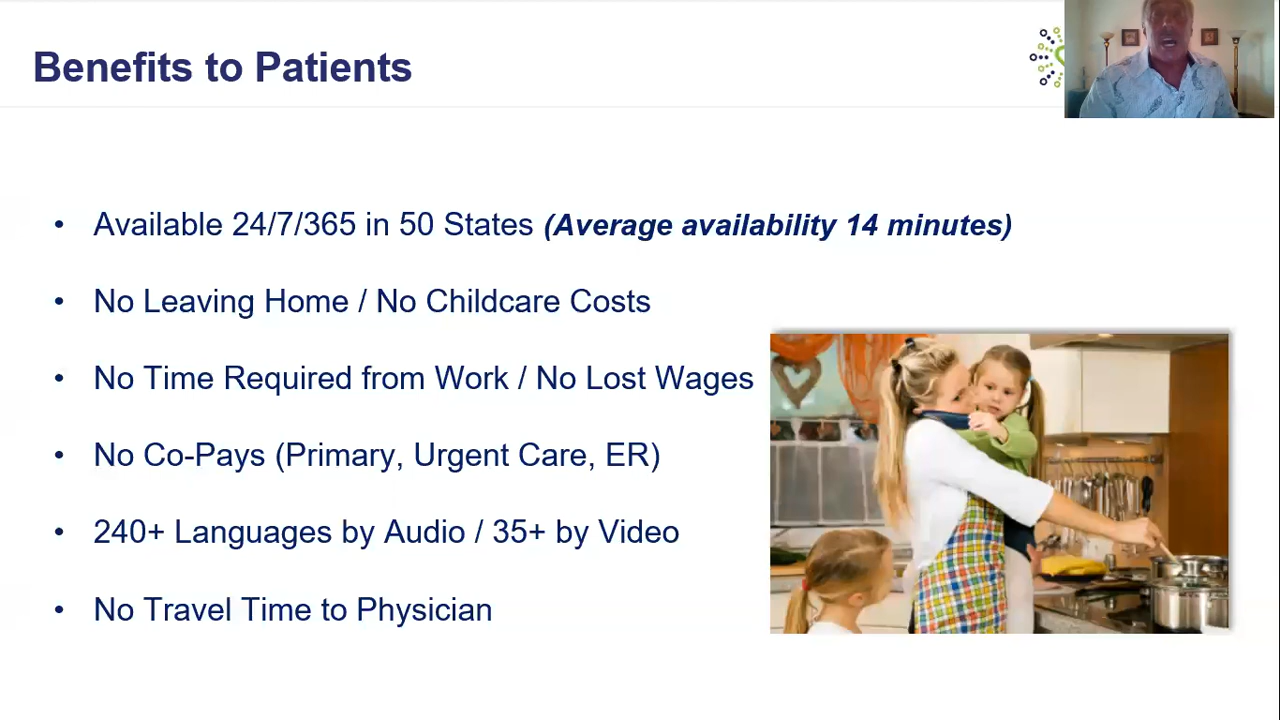 Benefits to Patients
• Available 24/7/365 in 50 States (Average availability 14 minutes)
• No Leaving Home / No Childcare Costs
• No Time Required from Work / No Lost Wages
• No Co-Pays (Primary, Urgent Care, ER)
• 240+ Languages by Audio / 35+ by Video
• No Travel Time to Physician